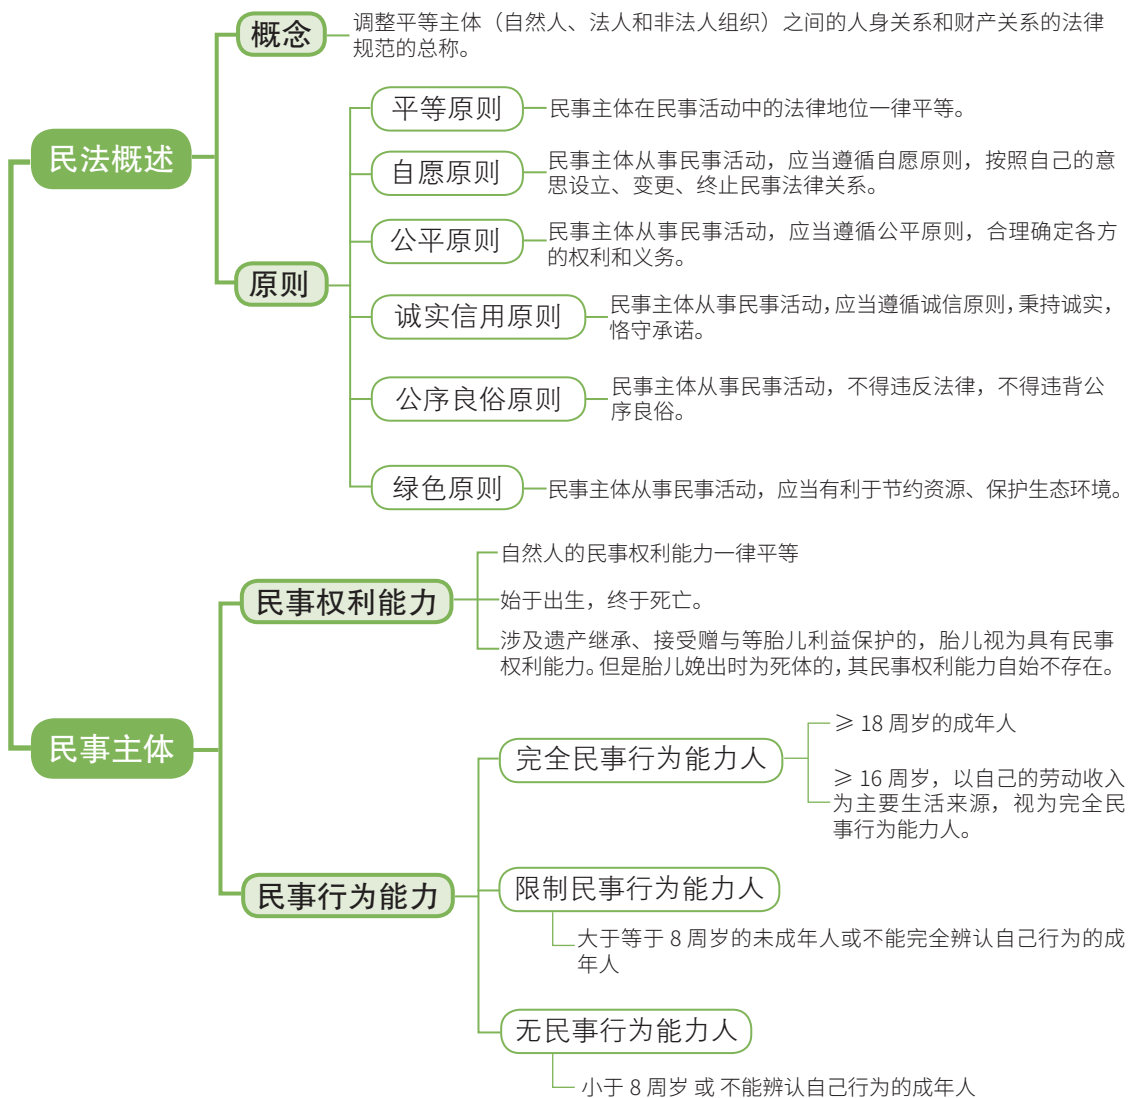 民法概述
概念
调整平等主体（自然人、法人和非法人组织）之间的人身关系和财产关系的法律
规范的总称。
原则
平等原则
民事主体在民事活动中的法律地位一律平等。
自愿原则
民事主体从事民事活动，应当遵循自愿原则，按照自己的意
思设立、变更、终止民事法律关系。
公平原则
民事主体从事民事活动，应当遵循公平原则，合理确定各方
的权利和义务。
诚实信用原则
民事主体从事民事活动，应当遵循诚信原则，秉持诚实，
恪守承诺。
公序良俗原则
民事主体从事民事活动，不得违反法律，不得违背公
序良俗。
绿色原则
民事主体从事民事活动，应当有利于节约资源、保护生态环境。
民事主体
民事权利能力
自然人的民事权利能力一律平等
始于出生，终于死亡。
涉及遗产继承、接受赠与等胎儿利益保护的，胎儿视为具有民事
权利能力。但是胎儿娩出时为死体的，其民事权利能力自始不存在。
民事行为能力
完全民事行为能力人
≥ 18 周岁的成年人
≥ 16 周岁，以自己的劳动收入
为主要生活来源，视为完全民
事行为能力人。
限制民事行为能力人
大于等于 8 周岁的未成年人或不能完全辨认自己行为的成
年人
无民事行为能力人
小于 8 周岁 或 不能辨认自己行为的成年人